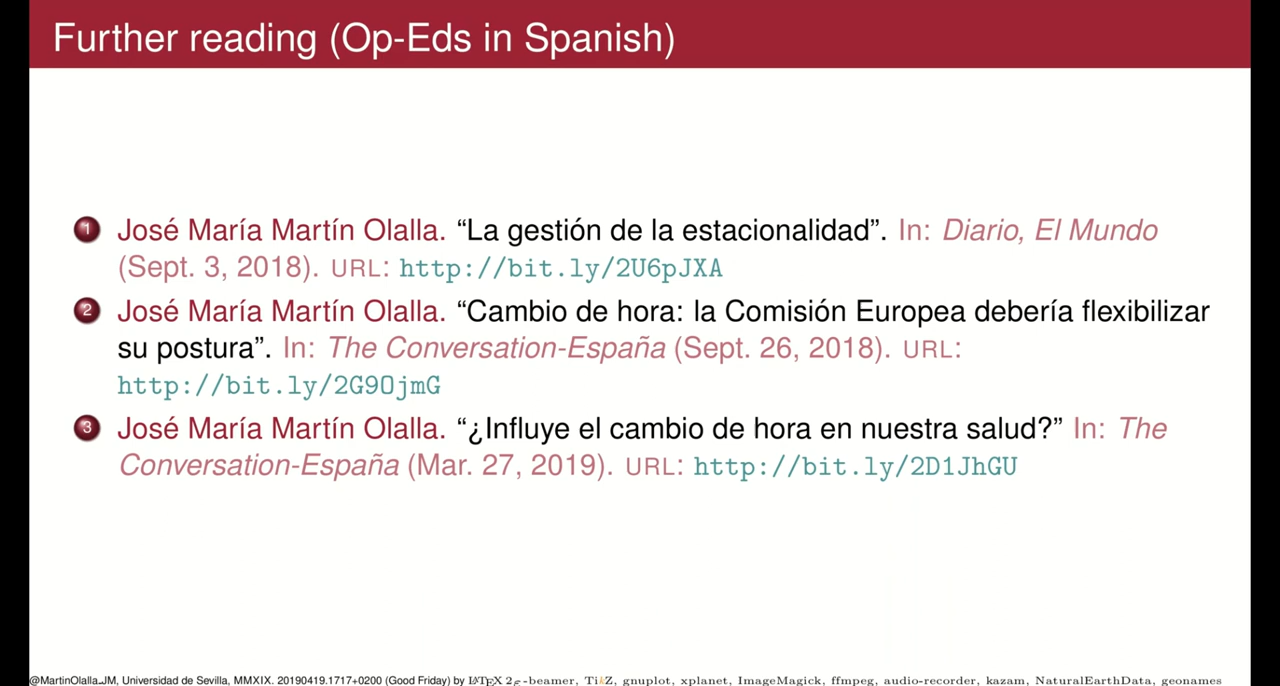 Further reading (Op-Eds in Spanish)
1 José María Martín Olalla. “La gestión de la estacionalidad”. In: Diario, El Mundo
(Sept. 3, 2018). URL: http://bit.ly/2U6pJXA
2 José María Martín Olalla. “Cambio de hora: la Comisión Europea debería flexibilizar
su postura”. In: The Conversation-España (Sept. 26, 2018). URL:
http://bit.ly/2G9OjmG
3 José María Martín Olalla. “¿Influye el cambio de hora en nuestra salud?” In: The
Conversation-España (Mar. 27, 2019). URL: http://bit.ly/2D1JhGU
@MartinOlalla_JM, Universidad de Sevilla, MMXIX. 20190419.1717+0200 (Good Friday) by LATEX 2ε-beamer, TikZ, gnuplot, xplanet, ImageMagick, ffmpeg, audio-recorder, kazam, NaturalEarthData, geonames